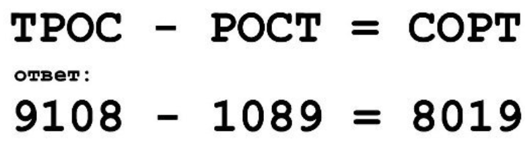 ТРОС - РОСТ = СОРТ
ответ:
9108 - 1089 = 8019